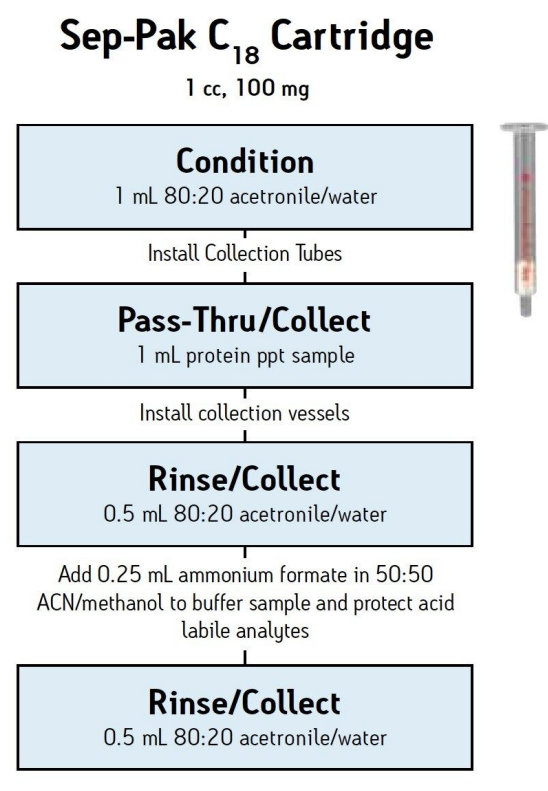 Sep-Pak C18 Cartridge
1 cc, 100 mg
Condition
1 mL 80:20 acetronile/water
Install Collection Tubes
Pass-Thru/Collect
1 mL protein ppt sample
Install collection vessels
Rinse/Collect
0.5 mL 80:20 acetronile/water
Add 0.25 mL ammonium formate in 50:50
ACN/methanol to buffer sample and protect acid
labile analytes
Rinse/Collect
0.5 mL 80:20 acetronile/water